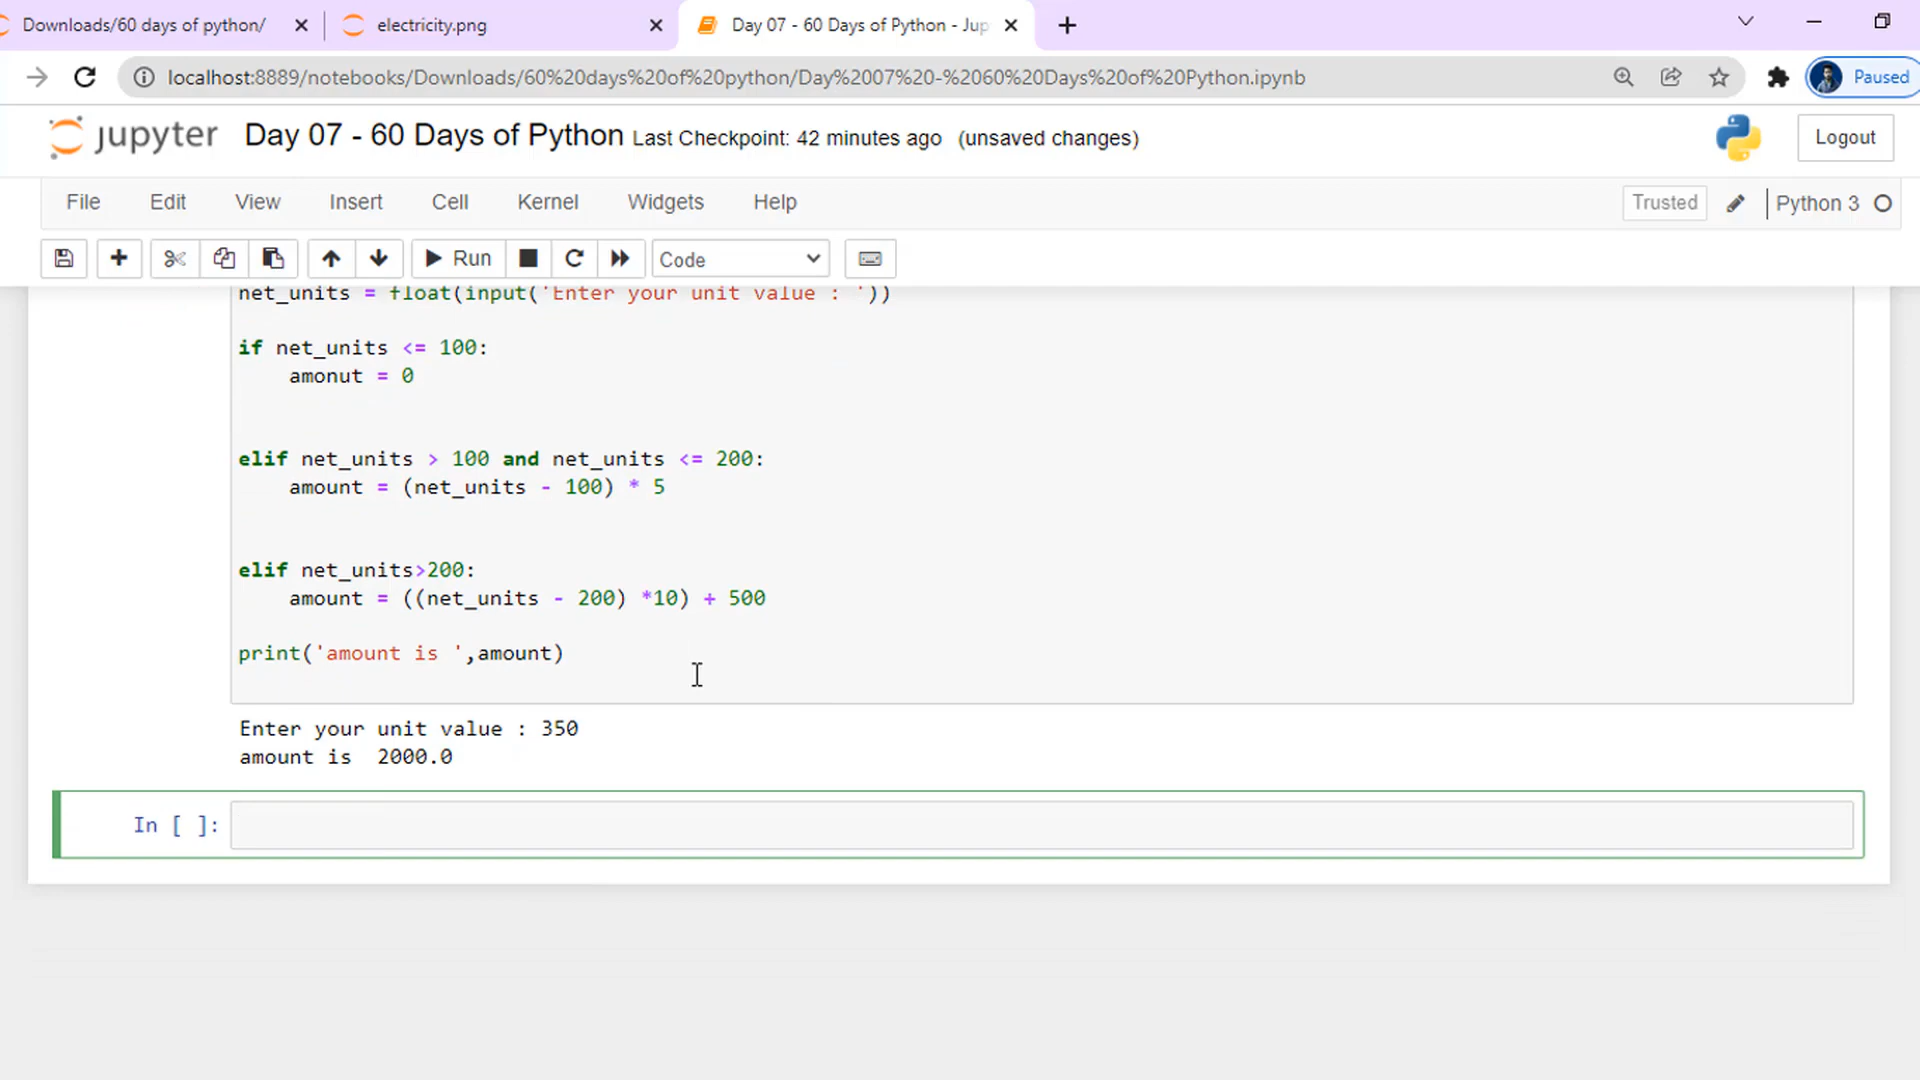 Downloads/60 days of python/
electricity.png
Day 07 - 60 Days of Python - Jup
localhost:8889/notebooks/Downloads/60%20days%20of%20python/Day%2007%20-%2060%20Days%20of%20Python.ipynb
Paused
jupyter Day 07 - 60 Days of Python Last Checkpoint: 42 minutes ago (unsaved changes)
Logout
File Edit View Insert Cell Kernel Widgets Help
Trusted
Python 3
Run
Code
net_units = float(input('Enter your unit value : '))
if net_units <= 100:
    amonut = 0
elif net_units > 100 and net_units <= 200:
    amount = (net_units - 100) * 5
elif net_units>200:
    amount = ((net_units - 200) *10) + 500
print('amount is ',amount)
Enter your unit value : 350
amount is  2000.0
In [ ]: